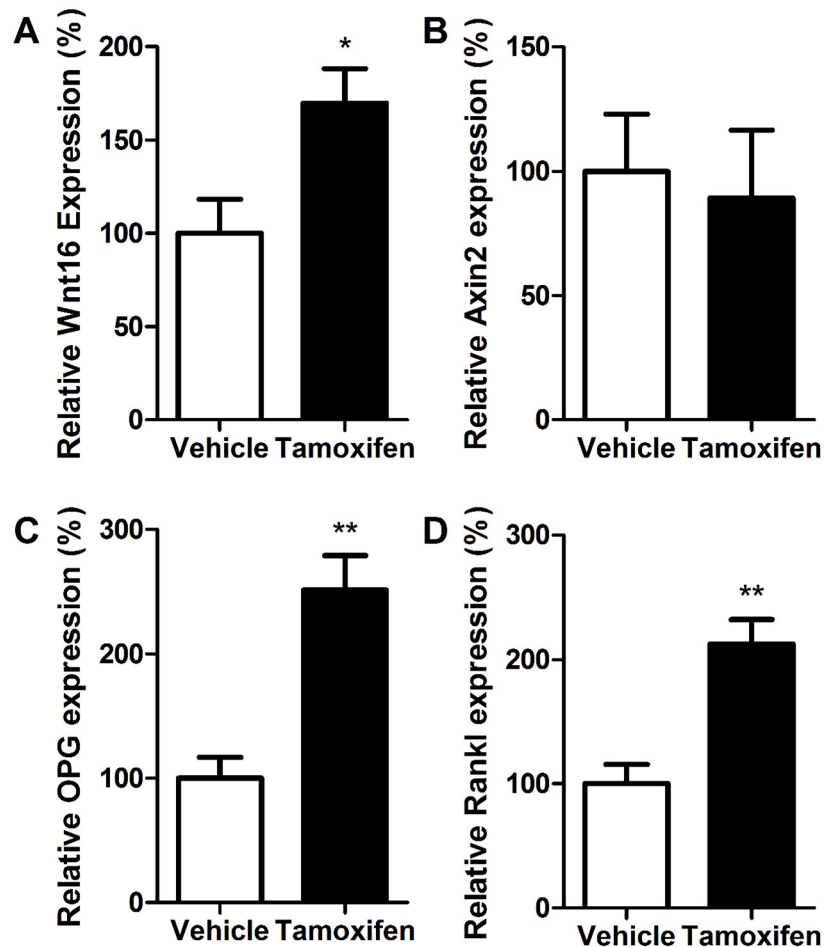 A
Relative Wnt16 Expression (%)
200
150
100
50
0
*
Vehicle Tamoxifen
B
Relative Axin2 expression (%)
150
100
50
0
Vehicle Tamoxifen
C
Relative OPG expression (%)
300
200
100
0
**
Vehicle Tamoxifen
D
Relative Rankl expression (%)
300
200
100
0
**
Vehicle Tamoxifen